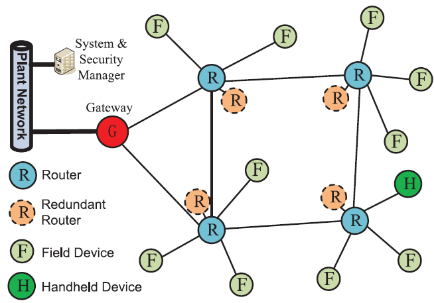 F
F
F
System &
Security
Manager
Plant Network
R
R
F
R
R
Gateway
G
F
F
R
Router
H
R
R
R
Redundant
Router
R
R
F
Field Device
F
F
F
F
H
Handheld Device